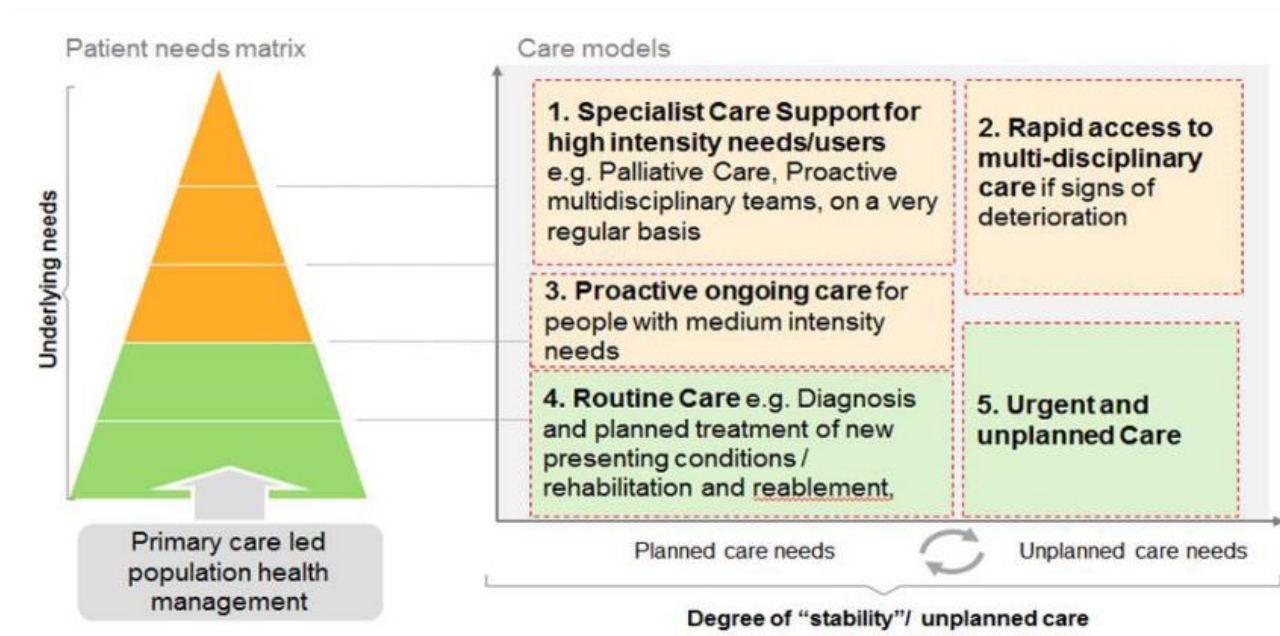 Patient needs matrix
Care models
Underlying needs
1. Specialist Care Support for
high intensity needs/users
e.g. Palliative Care, Proactive
multidisciplinary teams, on a very
regular basis
2. Rapid access to
multi-disciplinary
care if signs of
deterioration
3. Proactive ongoing care for
people with medium intensity
needs
4. Routine Care e.g. Diagnosis
and planned treatment of new
presenting conditions /
rehabilitation and reablement,
5. Urgent and
unplanned Care
Primary care led
population health
management
Planned care needs
Unplanned care needs
Degree of “stability”/ unplanned care